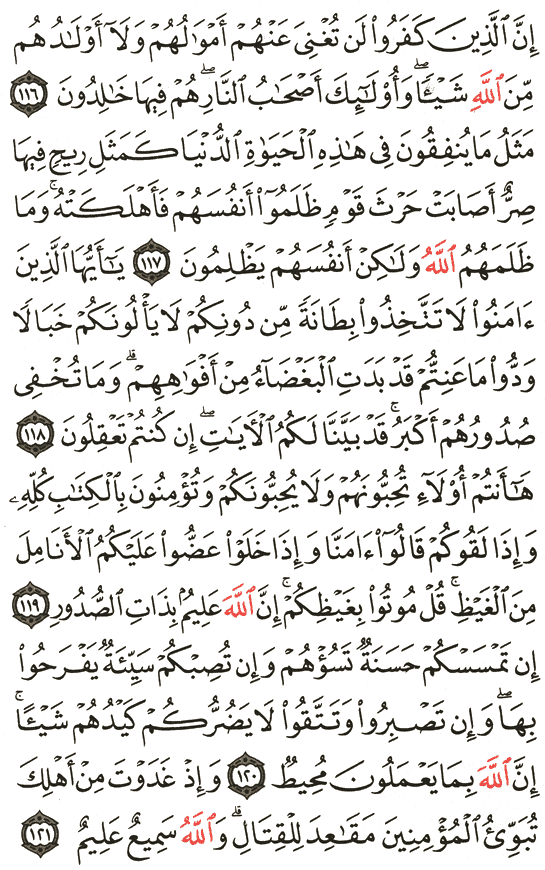 إِنَّ ٱلَّذِينَ كَفَرُوا۟ لَن تُغْنِىَ عَنْهُمْ أَمْوَٰلُهُمْ وَلَآ أَوْلَـٰدُهُم
مِّنَ ٱللَّهِ شَيْـًٔا ۖ وَأُو۟لَـٰٓئِكَ أَصْحَـٰبُ ٱلنَّارِ ۚ هُمْ فِيهَا خَـٰلِدُونَ ١١٦
مَثَلُ مَا يُنفِقُونَ فِى هَـٰذِهِ ٱلْحَيَوٰةِ ٱلدُّنْيَا كَمَثَلِ رِيحٍ فِيهَا
صِرٌّ أَصَابَتْ حَرْثَ قَوْمٍ ظَلَمُوٓا۟ أَنفُسَهُمْ فَأَهْلَكَتْهُ ۚ وَمَا
ظَلَمَهُمُ ٱللَّهُ وَلَـٰكِنْ أَنفُسَهُمْ يَظْلِمُونَ ١١٧ يَـٰٓأَيُّهَا ٱلَّذِينَ
ءَامَنُوا۟ لَا تَتَّخِذُوا۟ بِطَانَةً مِّن دُونِكُمْ لَا يَأْلُونَكُمْ خَبَالًا
وَدُّوا۟ مَا عَنِتُّمْ قَدْ بَدَتِ ٱلْبَغْضَآءُ مِنْ أَفْوَٰهِهِمْ ۚ وَمَا تُخْفِى
صُدُورُهُمْ أَكْبَرُ ۚ قَدْ بَيَّنَّا لَكُمُ ٱلْـَٔايَـٰتِ ۖ إِن كُنتُمْ تَعْقِلُونَ ١١٨
هَـٰٓأَنتُمْ أُو۟لَآءِ تُحِبُّونَهُمْ وَلَا يُحِبُّونَكُمْ وَتُؤْمِنُونَ بِٱلْكِتَـٰبِ كُلِّهِۦ
وَإِذَا لَقُوكُمْ قَالُوٓا۟ ءَامَنَّا وَإِذَا خَلَوْا۟ عَضُّوا۟ عَلَيْكُمُ ٱلْأَنَامِلَ
مِنَ ٱلْغَيْظِ ۚ قُلْ مُوتُوا۟ بِغَيْظِكُمْ ۗ إِنَّ ٱللَّهَ عَلِيمٌۢ بِذَاتِ ٱلصُّدُورِ ١١٩
إِن تَمْسَسْكُمْ حَسَنَةٌ تَسُؤْهُمْ وَإِن تُصِبْكُمْ سَيِّئَةٌ يَفْرَحُوا۟
بِهَا ۖ وَإِن تَصْبِرُوا۟ وَتَتَّقُوا۟ لَا يَضُرُّكُمْ كَيْدُهُمْ شَيْـًٔا ۗ
إِنَّ ٱللَّهَ بِمَا يَعْمَلُونَ مُحِيطٌ ١٢٠ وَإِذْ غَدَوْتَ مِنْ أَهْلِكَ
تُبَوِّئُ ٱلْمُؤْمِنِينَ مَقَـٰعِدَ لِلْقِتَالِ ۗ وَٱللَّهُ سَمِيعٌ عَلِيمٌ ١٢١